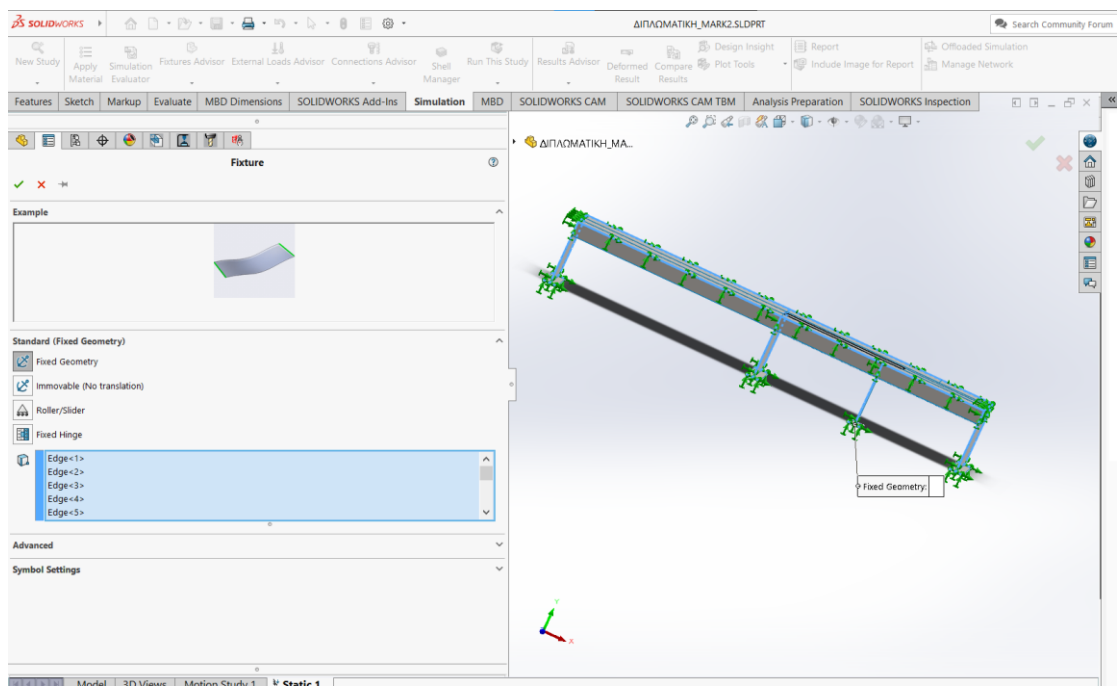 SOLIDWORKS
ΔΙΠΛΩΜΑΤΙΚΗ_MARK2.SLDPRT
Search Community Forum
New Study
Apply Material
Simulation Evaluator
Fixtures Advisor
External Loads Advisor
Connections Advisor
Shell Manager
Run This Study
Results Advisor
Deformed Result
Compare Results
Design Insight
Plot Tools
Report
Include Image for Report
Offloaded Simulation
Manage Network
Features Sketch Markup Evaluate MBD Dimensions SOLIDWORKS Add-Ins Simulation MBD SOLIDWORKS CAM SOLIDWORKS CAM TBM Analysis Preparation SOLIDWORKS Inspection
ΔΙΠΛΩΜΑΤΙΚΗ_MA...
Fixture
Example
Standard (Fixed Geometry)
Fixed Geometry
Immovable (No translation)
Roller/Slider
Fixed Hinge
Edge<1>
Edge<2>
Edge<3>
Edge<4>
Edge<5>
Advanced
Symbol Settings
Fixed Geometry:
Y
X
Model 3D Views Motion Study 1 Static 1